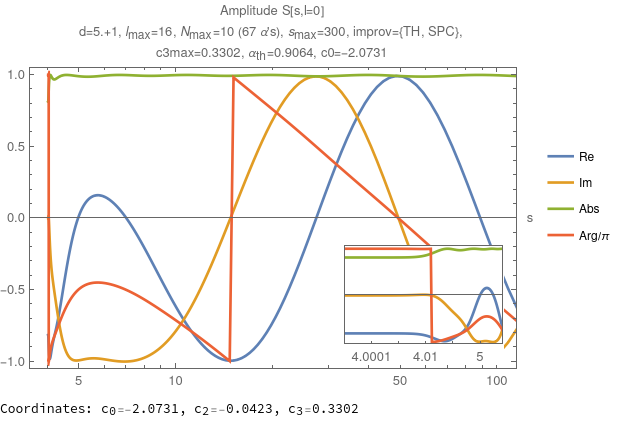 Amplitude S[s,l=0]
d=5.+1, lmax=16, Nmax=10 (67 α's), smax=300, improv={TH, SPC},
c3max=0.3302, αth=0.9064, c0=-2.0731
1.0
0.5
0.0
-0.5
-1.0
5
10
50
100
s
4.0001
4.01
5
Re
Im
Abs
Arg/π
Coordinates: c0=-2.0731, c2=-0.0423, c3=0.3302